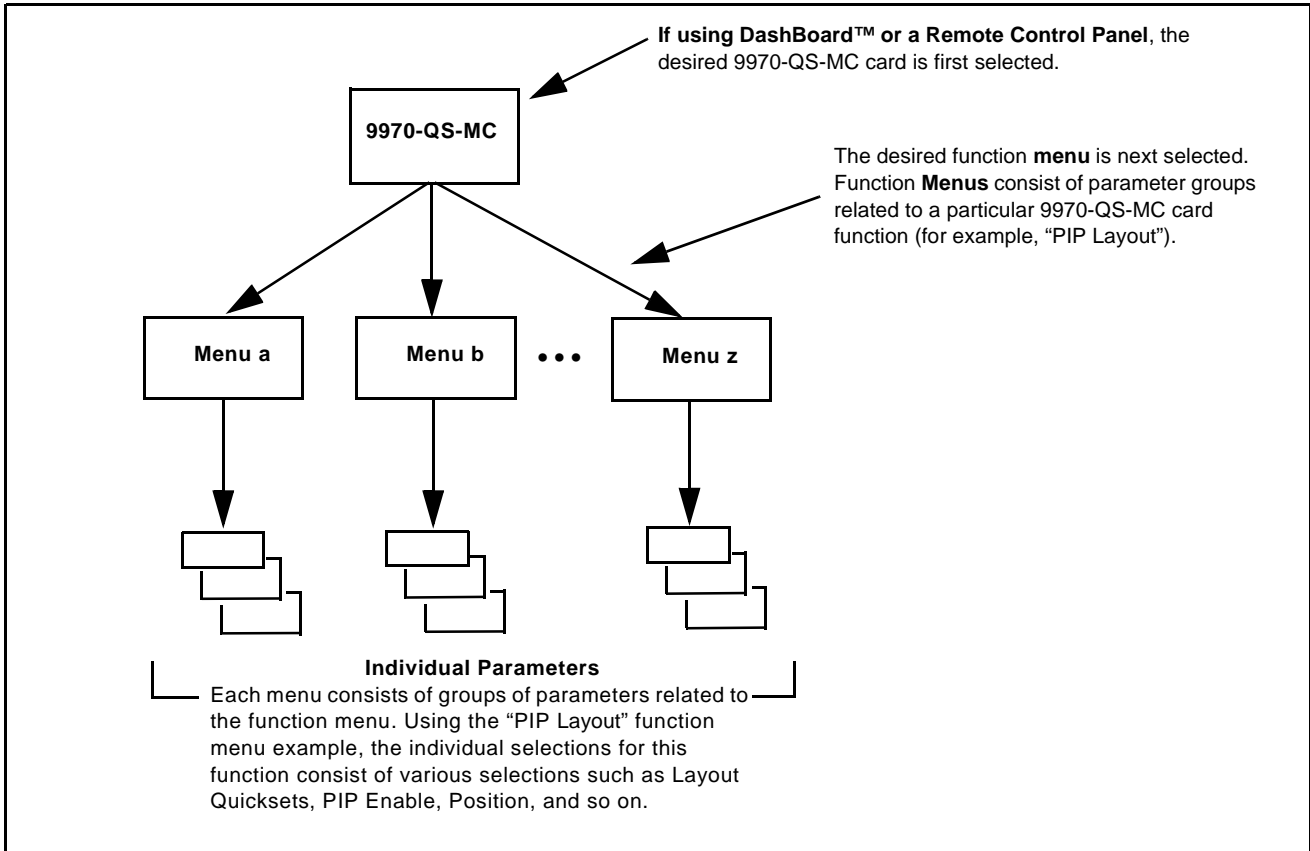 If using DashBoard™ or a Remote Control Panel, the
desired 9970-QS-MC card is first selected.
9970-QS-MC
The desired function menu is next selected.
Function Menus consist of parameter groups
related to a particular 9970-QS-MC card
function (for example, “PIP Layout”).
Menu a
Menu b
•••
Menu z
Individual Parameters
Each menu consists of groups of parameters related to
the function menu. Using the “PIP Layout” function
menu example, the individual selections for this
function consist of various selections such as Layout
Quicksets, PIP Enable, Position, and so on.